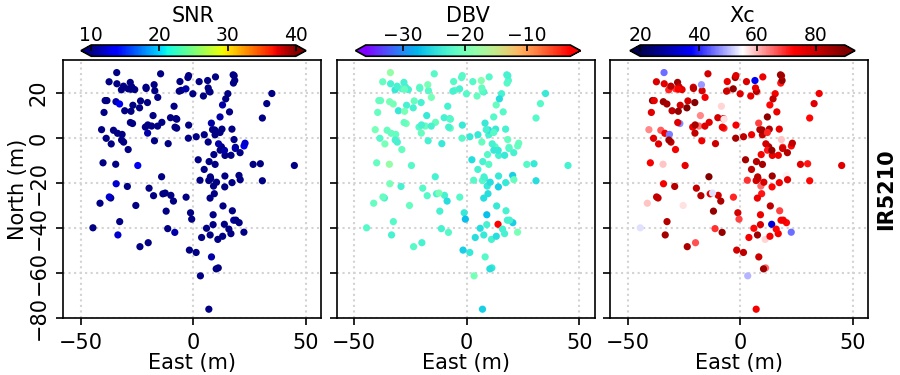 SNR DBV Xc
10 20 30 40 −30 −20 −10 20 40 60 80
North (m)
20
0
−20
−40
−60
−80
IR5210
−50 0 50 −50 0 50 −50 0 50
East (m) East (m) East (m)